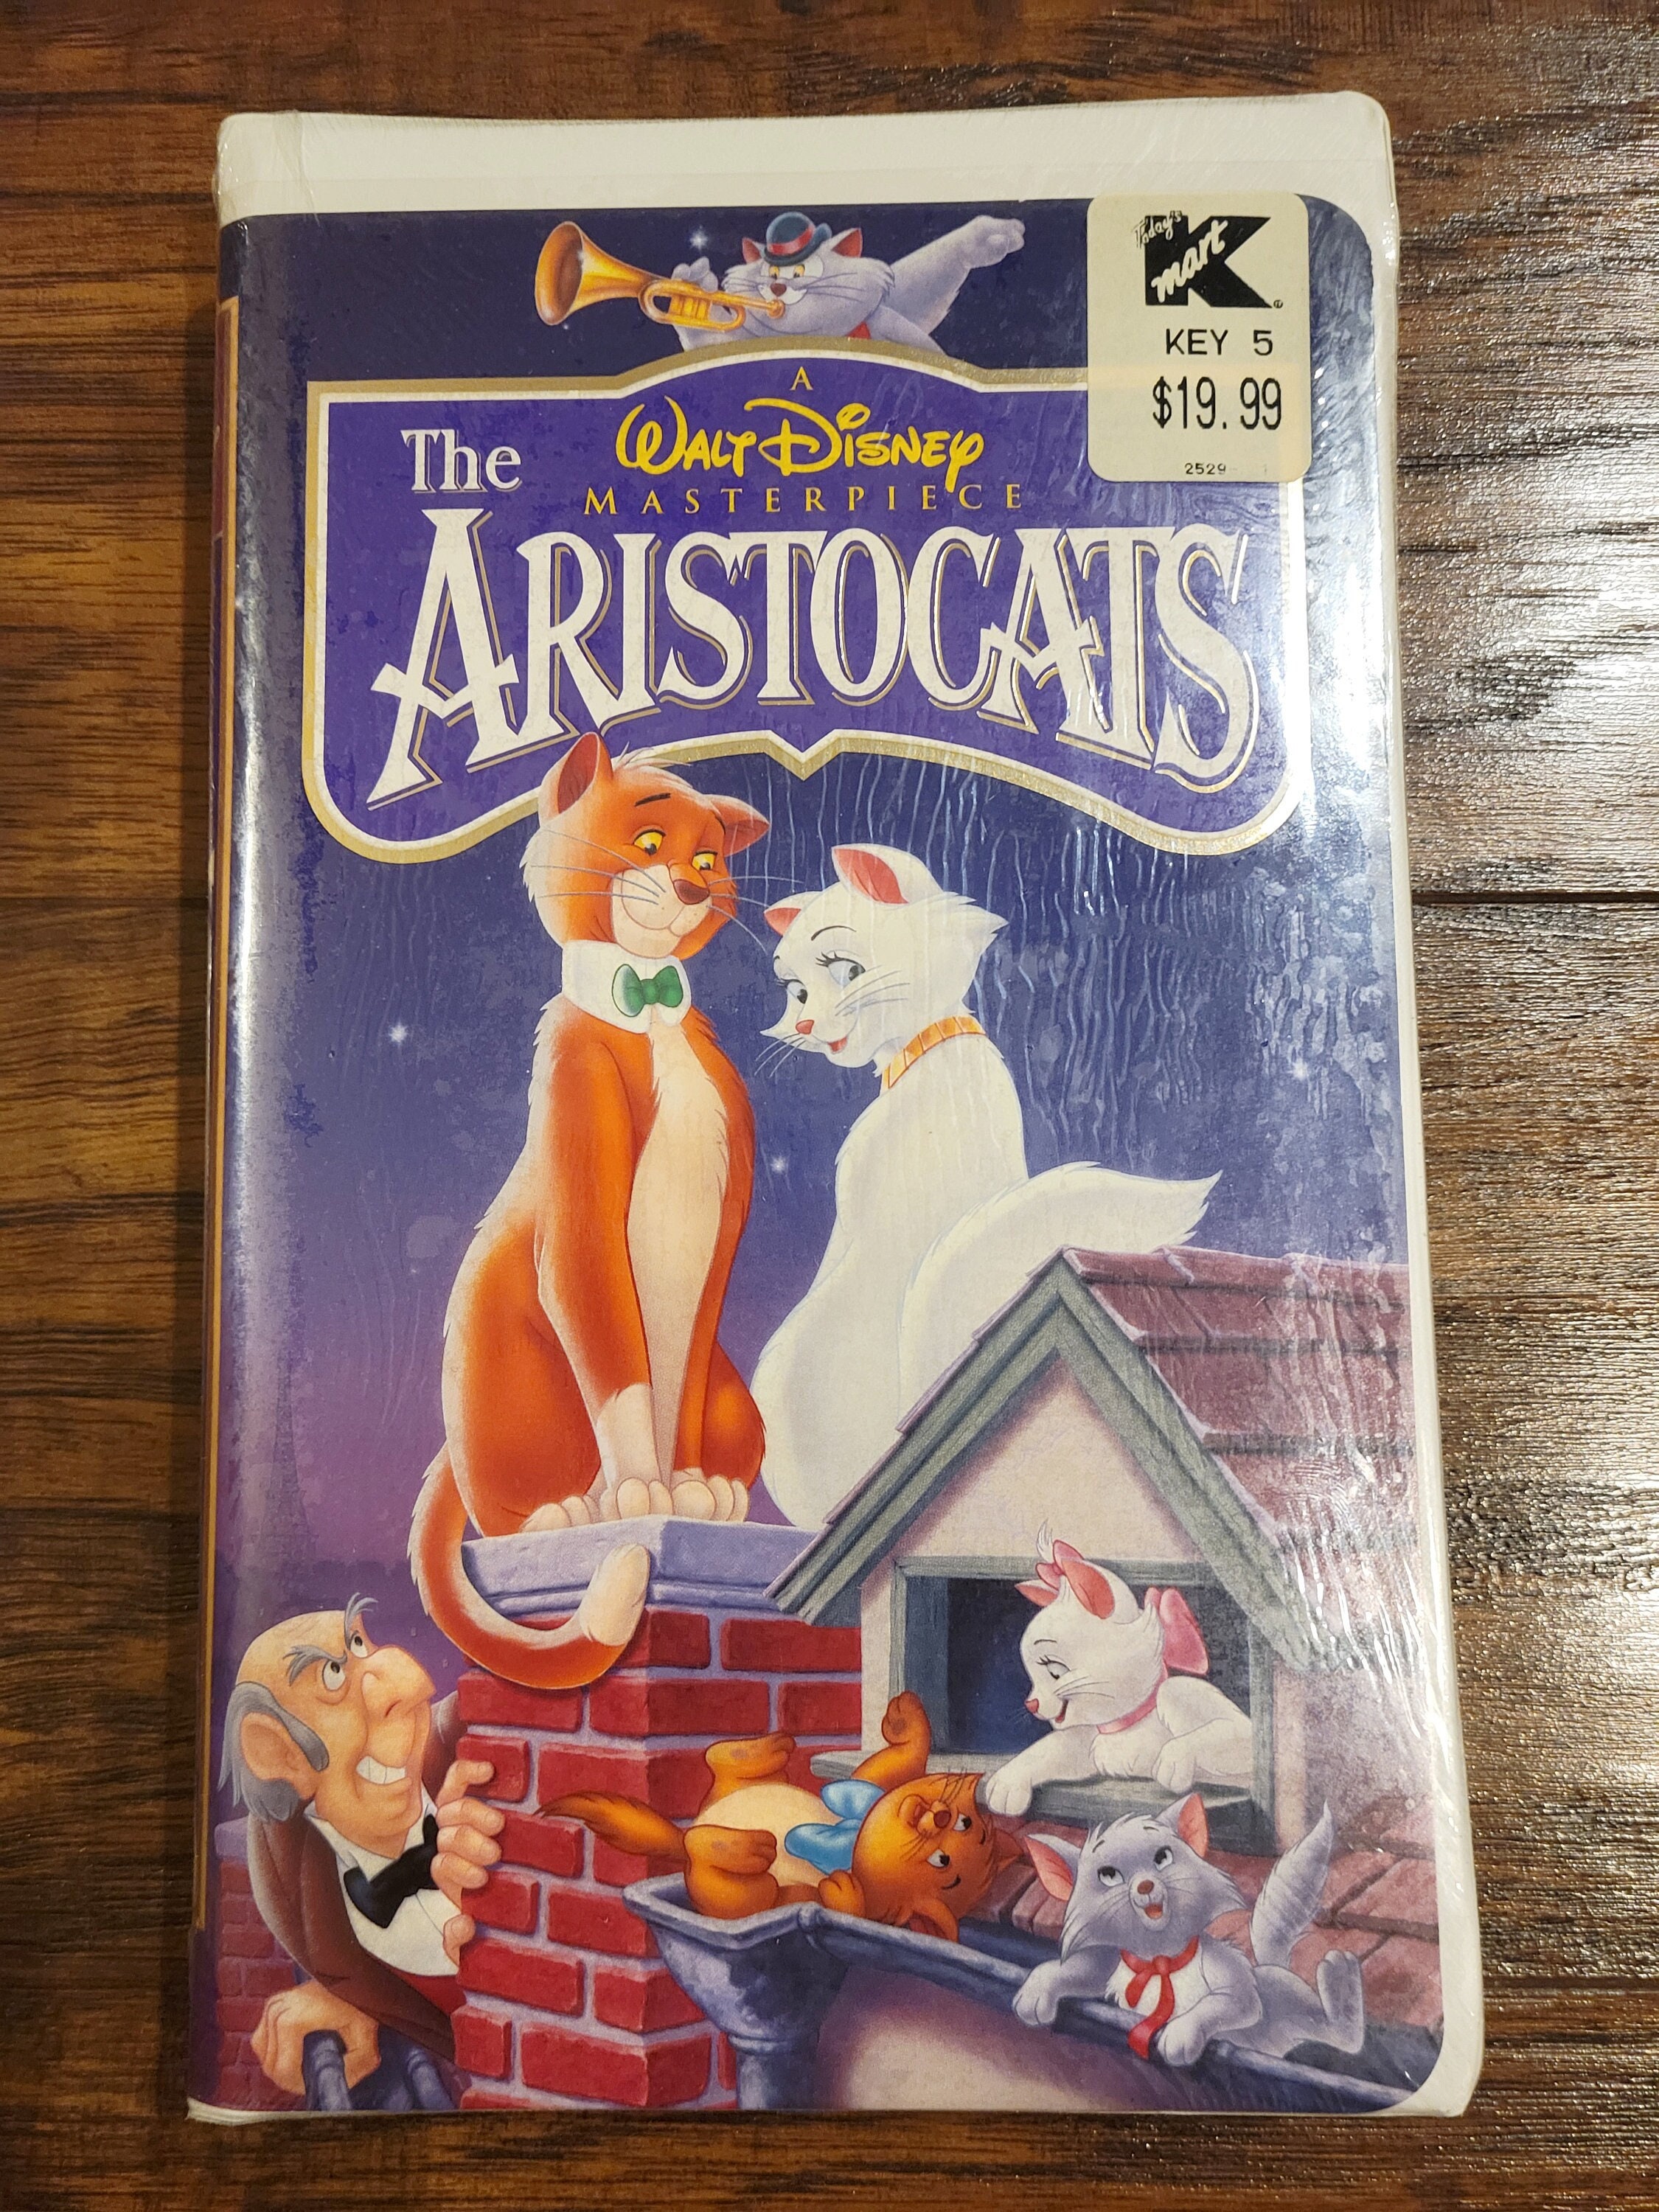 Today's
K
mart
KEY 5
$19.99
2529
A
WALT DISNEY
MASTERPIECE
The
ARISTOCATS